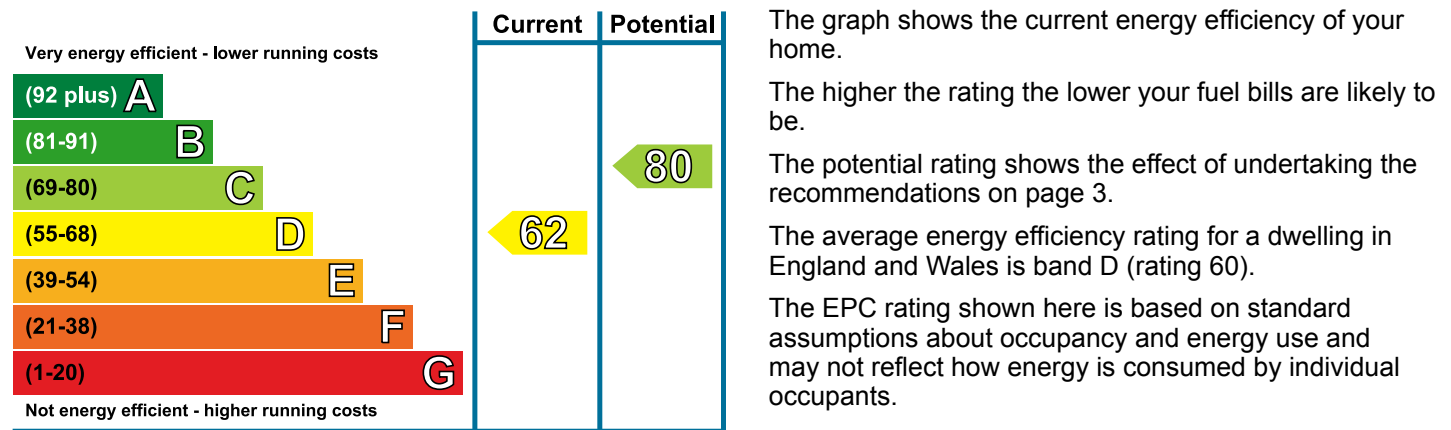 Current Potential
Very energy efficient - lower running costs
(92 plus) A
(81-91) B
80
(69-80) C
(55-68) D
62
(39-54) E
(21-38) F
(1-20) G
Not energy efficient - higher running costs
The graph shows the current energy efficiency of your
home.
The higher the rating the lower your fuel bills are likely to
be.
The potential rating shows the effect of undertaking the
recommendations on page 3.
The average energy efficiency rating for a dwelling in
England and Wales is band D (rating 60).
The EPC rating shown here is based on standard
assumptions about occupancy and energy use and
may not reflect how energy is consumed by individual
occupants.